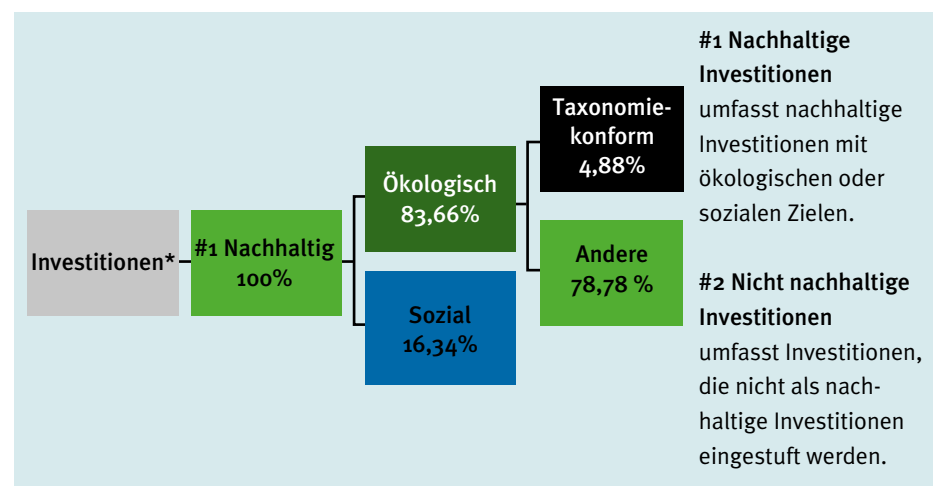 Investitionen*
#1 Nachhaltig
100%
Ökologisch
83,66%
Sozial
16,34%
Taxonomie-
konform
4,88%
Andere
78,78 %
#1 Nachhaltige
Investitionen
umfasst nachhaltige
Investitionen mit
ökologischen oder
sozialen Zielen.
#2 Nicht nachhaltige
Investitionen
umfasst Investitionen,
die nicht als nach-
haltige Investitionen
eingestuft werden.